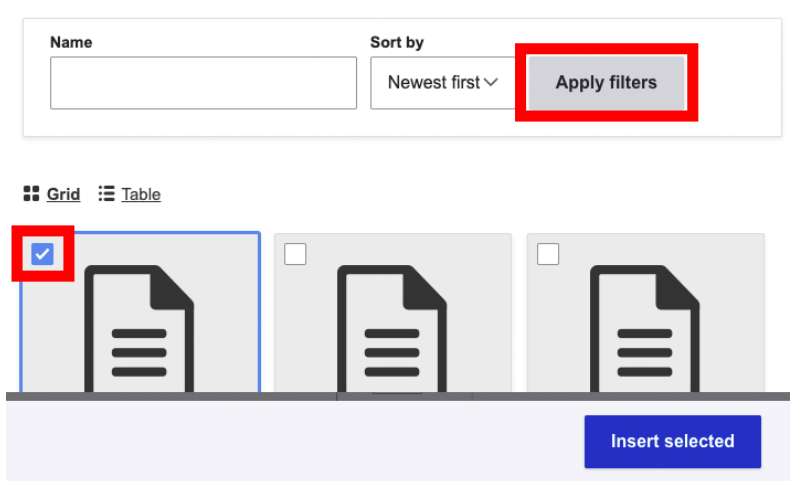 Name
Sort by
Newest first
Apply filters
Grid
Table
Insert selected